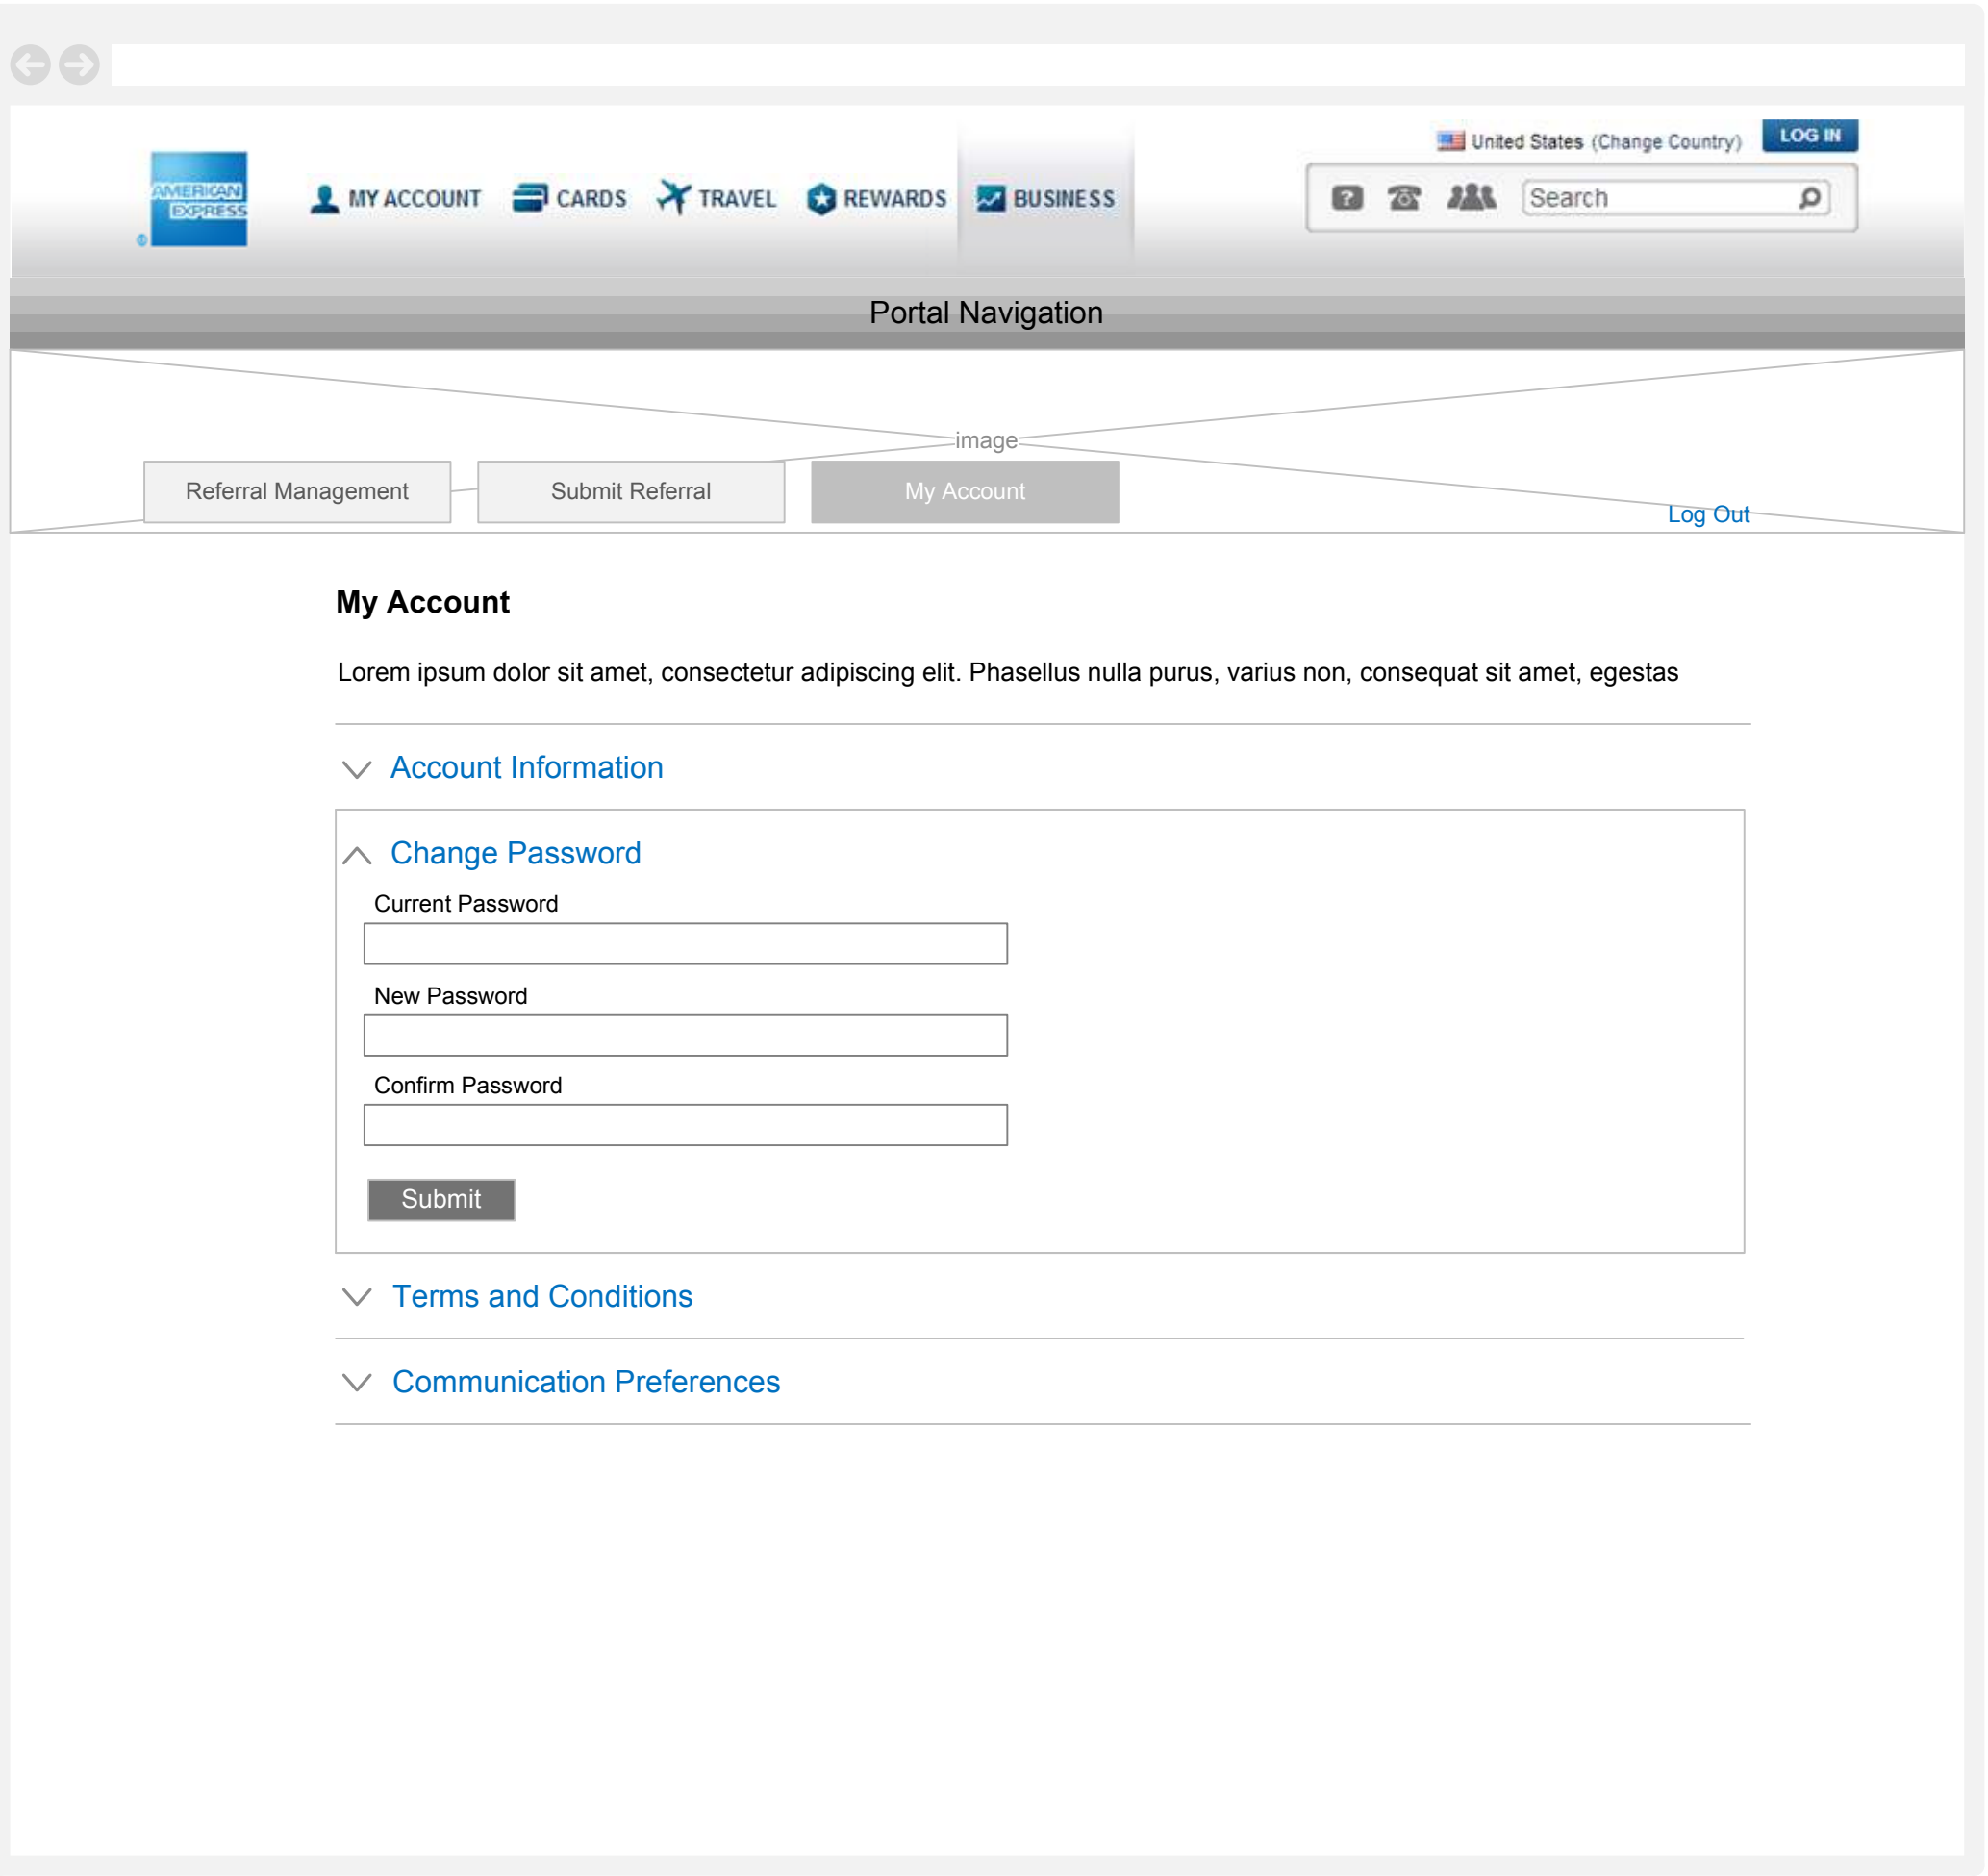 United States (Change Country) LOG IN
AMERICAN
EXPRESS
®
MY ACCOUNT CARDS TRAVEL REWARDS BUSINESS
? Search
Portal Navigation
image
Referral Management Submit Referral My Account
Log Out
My Account
Lorem ipsum dolor sit amet, consectetur adipiscing elit. Phasellus nulla purus, varius non, consequat sit amet, egestas
Account Information
Change Password
Current Password
New Password
Confirm Password
Submit
Terms and Conditions
Communication Preferences